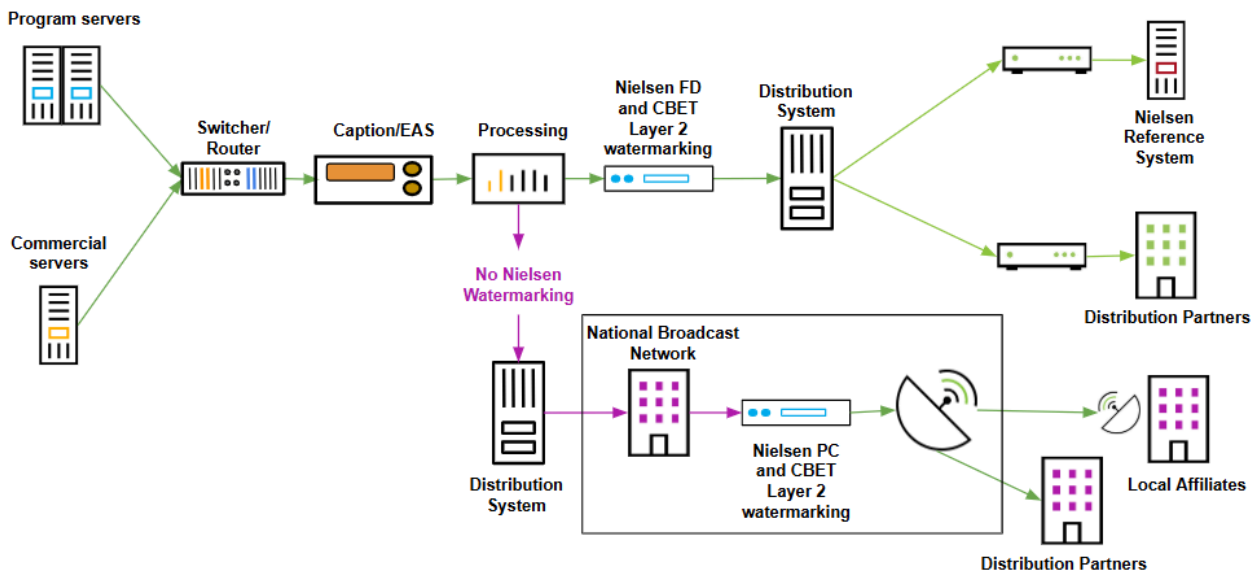 Program servers
Switcher/
Router
Caption/EAS
Processing
Nielsen FD
and CBET
Layer 2
watermarking
Distribution
System
Nielsen
Reference
System
Commercial
servers
No Nielsen
Watermarking
Distribution Partners
National Broadcast
Network
Distribution
System
Nielsen PC
and CBET
Layer 2
watermarking
Local Affiliates
Distribution Partners